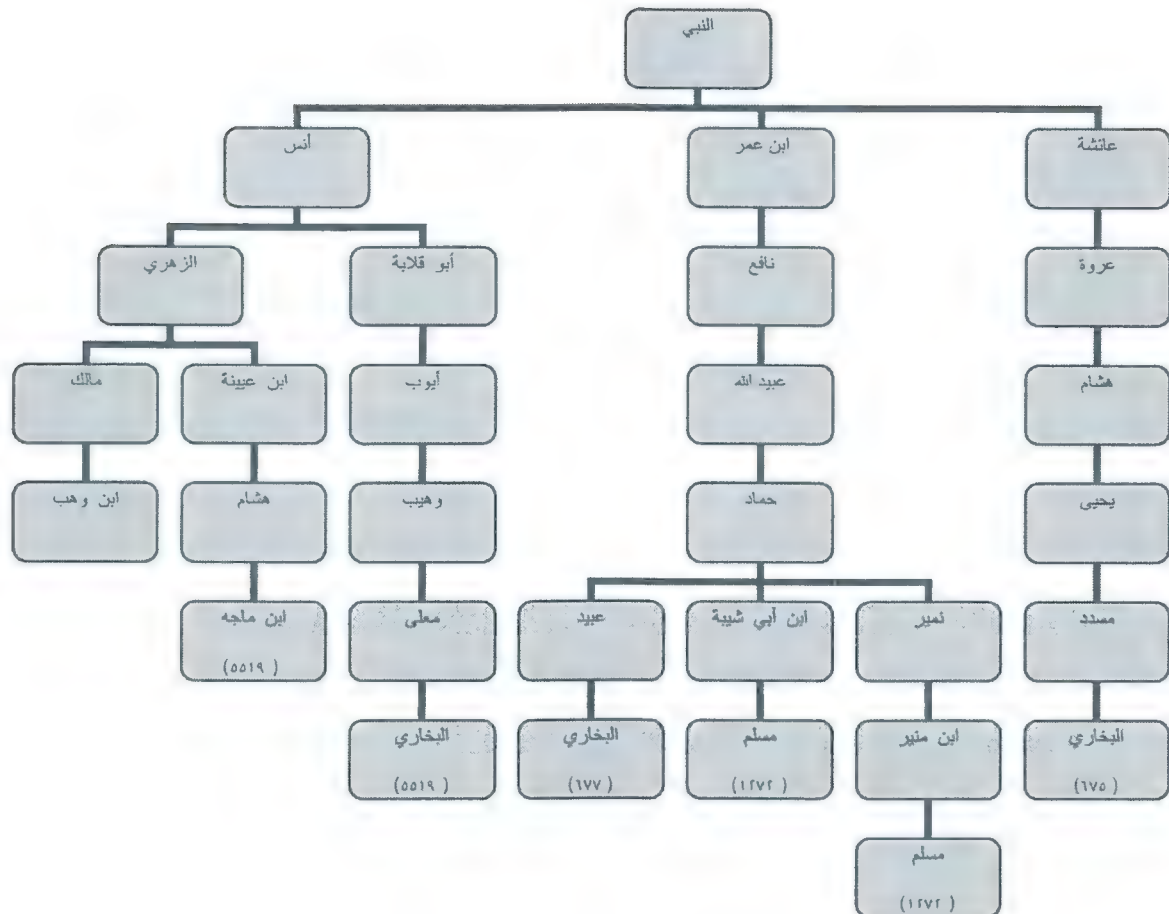 النبي
عائشة
ابن عمر
أنس
عروة
نافع
أبو قلابة
الزهري
هشام
عبيد الله
أيوب
ابن عيينة
مالك
يحيى
حماد
وهيب
هشام
ابن وهب
مسدد
نمير
ابن أبي شيبة
عبيد
معلى
ابن ماجه
(٥٥١٩)
البخاري
(٦٧٥)
ابن منير
مسلم
(١٢٧٢)
البخاري
(٦٧٧)
البخاري
(٥٥١٩)
مسلم
(١٢٧٢)